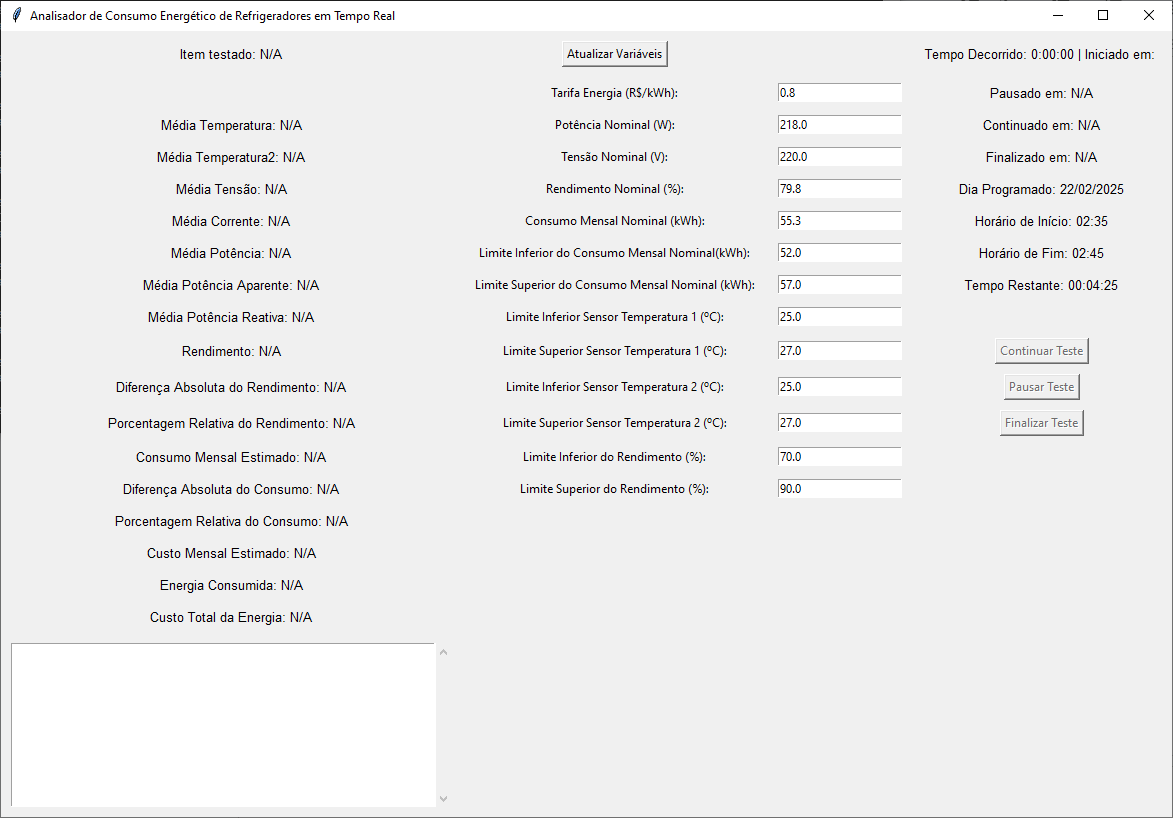 Analisador de Consumo Energético de Refrigeradores em Tempo Real
Item testado: N/A
Atualizar Variáveis
Tempo Decorrido: 0:00:00 | Iniciado em:
Tarifa Energia (R$/kWh):
0.8
Pausado em: N/A
Média Temperatura: N/A
Potência Nominal (W):
218.0
Continuado em: N/A
Média Temperatura2: N/A
Tensão Nominal (V):
220.0
Finalizado em: N/A
Média Tensão: N/A
Rendimento Nominal (%):
79.8
Dia Programado: 22/02/2025
Média Corrente: N/A
Consumo Mensal Nominal (kWh):
55.3
Horário de Início: 02:35
Média Potência: N/A
Limite Inferior do Consumo Mensal Nominal(kWh):
52.0
Horário de Fim: 02:45
Média Potência Aparente: N/A
Limite Superior do Consumo Mensal Nominal (kWh):
57.0
Tempo Restante: 00:04:25
Média Potência Reativa: N/A
Limite Inferior Sensor Temperatura 1 (ºC):
25.0
Rendimento: N/A
Limite Superior Sensor Temperatura 1 (ºC):
27.0
Continuar Teste
Diferença Absoluta do Rendimento: N/A
Limite Inferior Sensor Temperatura 2 (ºC):
25.0
Pausar Teste
Porcentagem Relativa do Rendimento: N/A
Limite Superior Sensor Temperatura 2 (ºC):
27.0
Finalizar Teste
Consumo Mensal Estimado: N/A
Limite Inferior do Rendimento (%):
70.0
Diferença Absoluta do Consumo: N/A
Limite Superior do Rendimento (%):
90.0
Porcentagem Relativa do Consumo: N/A
Custo Mensal Estimado: N/A
Energia Consumida: N/A
Custo Total da Energia: N/A